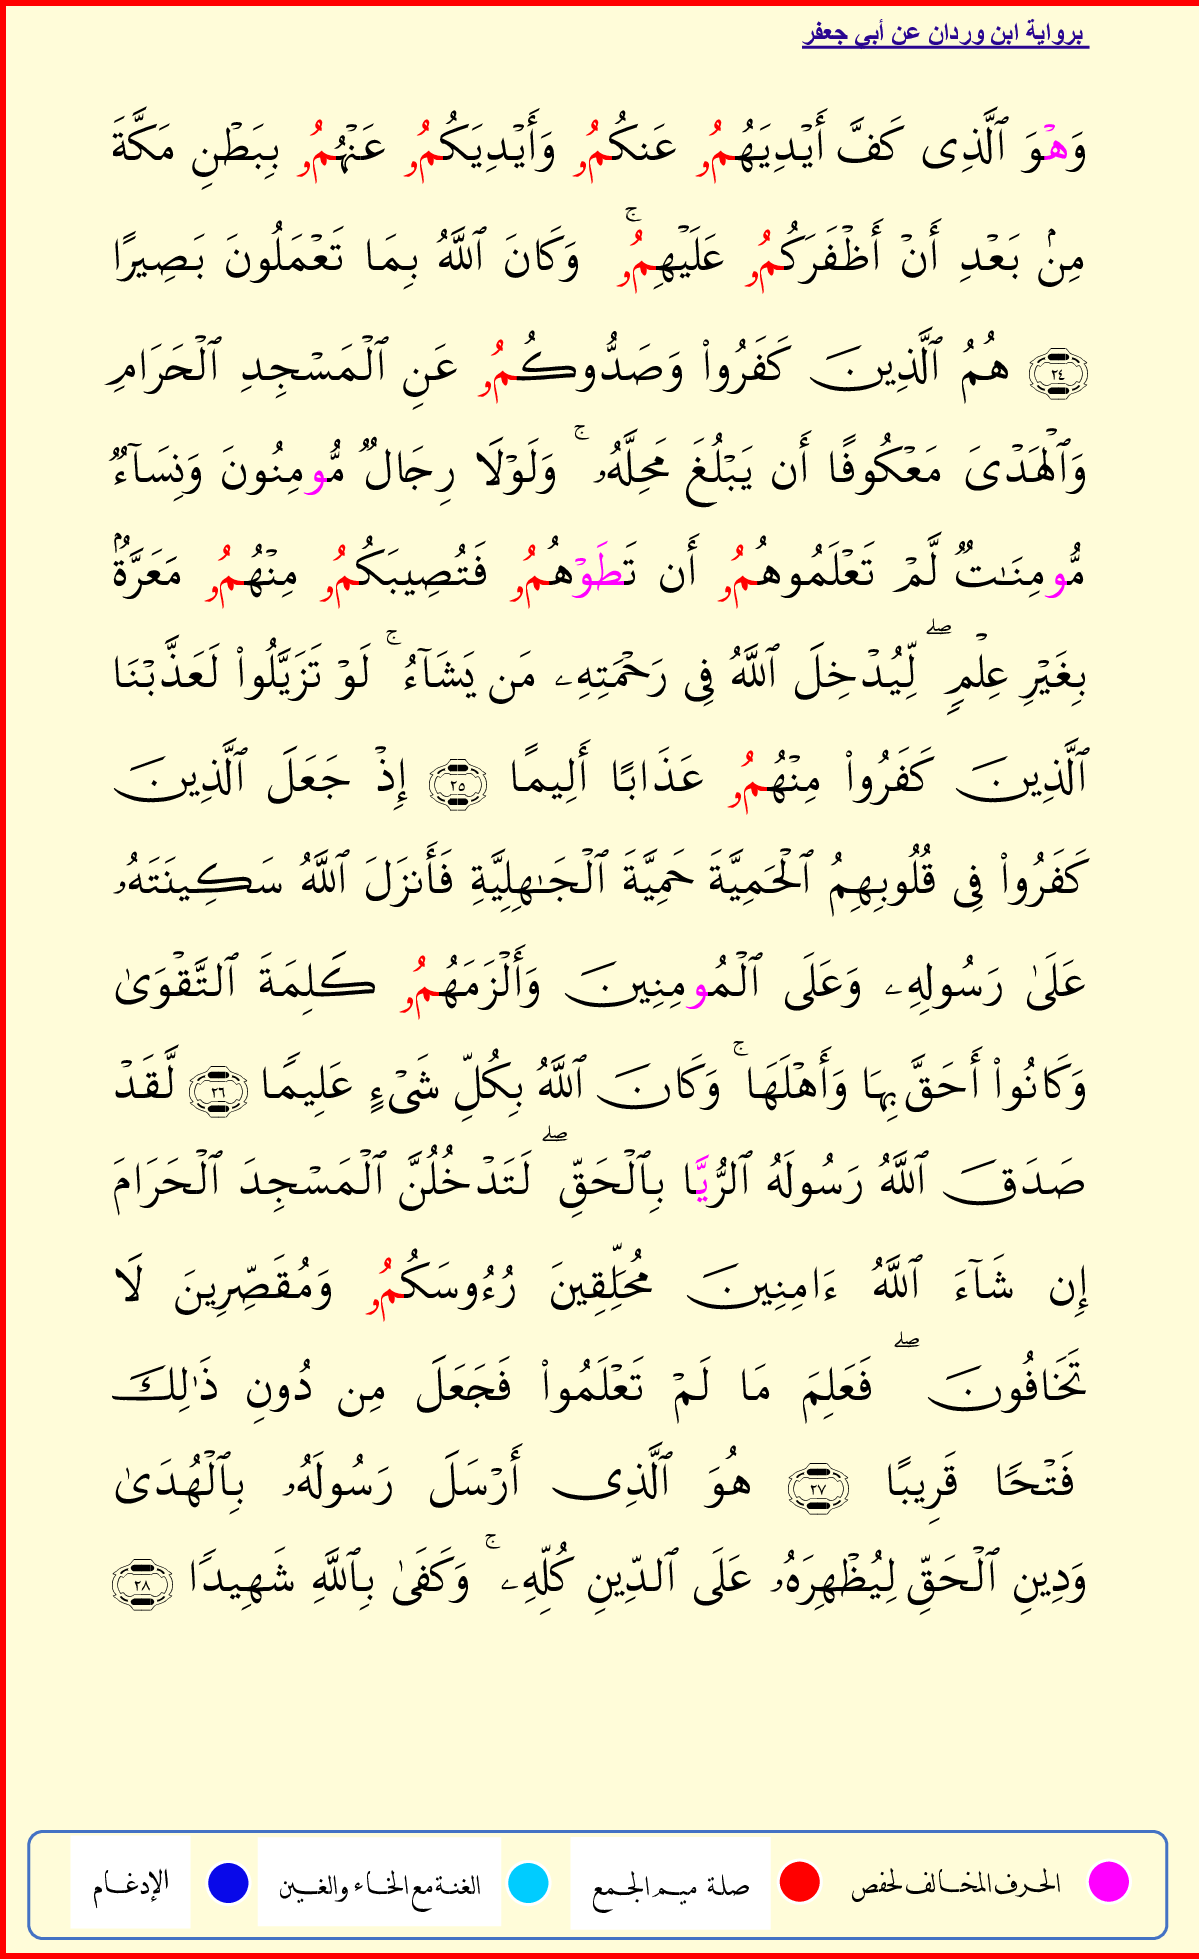 برواية ابن وردان عن أبي جعفر
وَهْوَ ٱلَّذِى كَفَّ أَيْدِيَهُمُۥ عَنكُمُۥ وَأَيْدِيَكُمُۥ عَنْهُمُۥ بِبَطْنِ مَكَّةَ
مِنۢ بَعْدِ أَنْ أَظْفَرَكُمُۥ عَلَيْهِمُۥۚ وَكَانَ ٱللَّهُ بِمَا تَعْمَلُونَ بَصِيرًا
٢٤ هُمُ ٱلَّذِينَ كَفَرُوا۟ وَصَدُّوكُمُۥ عَنِ ٱلْمَسْجِدِ ٱلْحَرَامِ
وَٱلْهَدْىَ مَعْكُوفًا أَن يَبْلُغَ مَحِلَّهُۥۚ وَلَوْلَا رِجَالٌ مُّومِنُونَ وَنِسَآءٌ
مُّومِنَـٰتٌ لَّمْ تَعْلَمُوهُمُۥ أَن تَطَوْهُمُۥ فَتُصِيبَكُمُۥ مِنْهُمُۥ مَعَرَّةٌۢ
بِغَيْرِ عِلْمٍۖ لِّيُدْخِلَ ٱللَّهُ فِى رَحْمَتِهِۦ مَن يَشَآءُۚ لَوْ تَزَيَّلُوا۟ لَعَذَّبْنَا
ٱلَّذِينَ كَفَرُوا۟ مِنْهُمُۥ عَذَابًا أَلِيمًا ٢٥ إِذْ جَعَلَ ٱلَّذِينَ
كَفَرُوا۟ فِى قُلُوبِهِمُ ٱلْحَمِيَّةَ حَمِيَّةَ ٱلْجَـٰهِلِيَّةِ فَأَنزَلَ ٱللَّهُ سَكِينَتَهُۥ
عَلَىٰ رَسُولِهِۦ وَعَلَى ٱلْمُومِنِينَ وَأَلْزَمَهُمُۥ كَلِمَةَ ٱلتَّقْوَىٰ
وَكَانُوا۟ أَحَقَّ بِهَا وَأَهْلَهَاۚ وَكَانَ ٱللَّهُ بِكُلِّ شَىْءٍ عَلِيمًا ٢٦ لَّقَدْ
صَدَقَ ٱللَّهُ رَسُولَهُ ٱلرُّيَّا بِٱلْحَقِّۖ لَتَدْخُلُنَّ ٱلْمَسْجِدَ ٱلْحَرَامَ
إِن شَآءَ ٱللَّهُ ءَامِنِينَ مُحَلِّقِينَ رُءُوسَكُمُۥ وَمُقَصِّرِينَ لَا
تَخَافُونَۖ فَعَلِمَ مَا لَمْ تَعْلَمُوا۟ فَجَعَلَ مِن دُونِ ذَٰلِكَ
فَتْحًا قَرِيبًا ٢٧ هُوَ ٱلَّذِى أَرْسَلَ رَسُولَهُۥ بِٱلْهُدَىٰ
وَدِينِ ٱلْحَقِّ لِيُظْهِرَهُۥ عَلَى ٱلدِّينِ كُلِّهِۦۚ وَكَفَىٰ بِٱللَّهِ شَهِيدًا ٢٨
الحرف المخالف لحفص صلة ميم الجمع الغنة مع الخاء والغين الإدغام